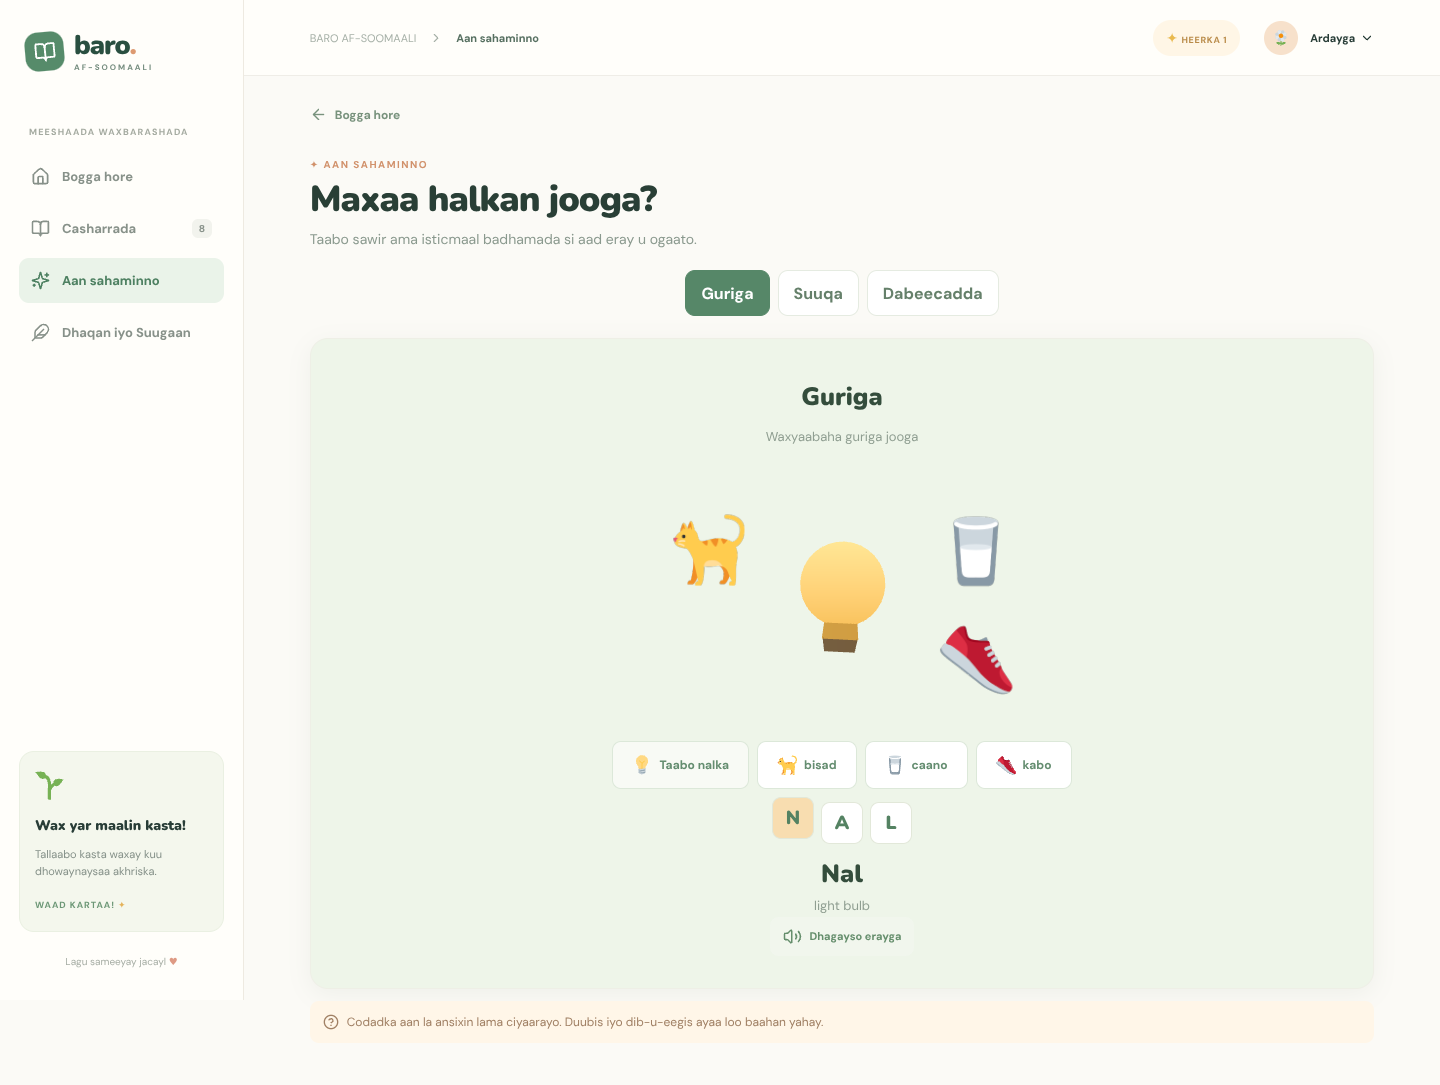 baro.
AF-SOOMAALI
MEESHAADA WAXBARASHADA
Bogga hore
Casharrada 8
Aan sahaminno
Dhaqan iyo Suugaan
Wax yar maalin kasta!
Tallaabo kasta waxay kuu
dhowaynaysaa akhriska.
WAAD KARTAA! ✦
Lagu sameeyay jacayl ♥
BARO AF-SOOMAALI > Aan sahaminno
✦ HEERKA 1
Ardayga
← Bogga hore
✦ AAN SAHAMINNO
Maxaa halkan jooga?
Taabo sawir ama isticmaal badhamada si aad eray u ogaato.
Guriga Suuqa Dabeecadda
Guriga
Waxyaabaha guriga jooga
Taabo nalka bisad caano kabo
N A L
Nal
light bulb
Dhagayso erayga
Codadka aan la ansixin lama ciyaarayo. Duubis iyo dib-u-eegis ayaa loo baahan yahay.